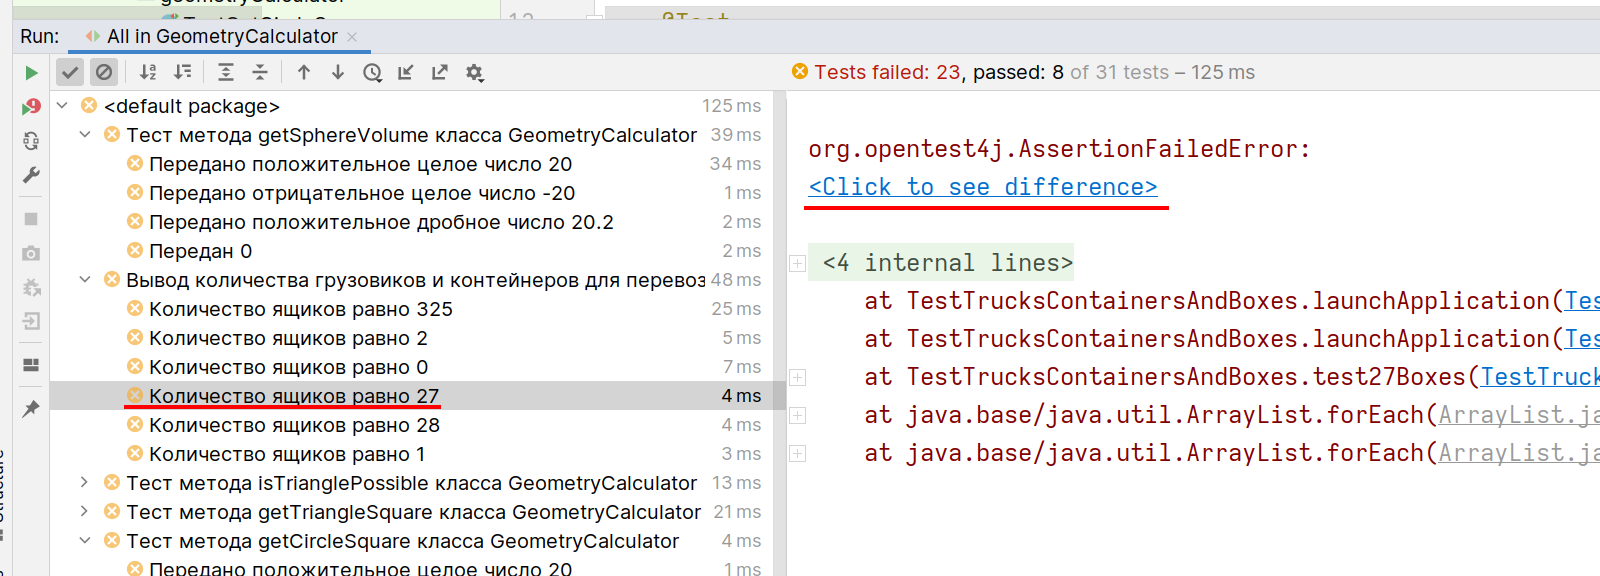 geometryCalculator
12
@Test
Run: All in GeometryCalculator
Tests failed: 23, passed: 8 of 31 tests – 125 ms
<default package> 125 ms
Тест метода getSphereVolume класса GeometryCalculator 39 ms
Передано положительное целое число 20 34 ms
Передано отрицательное целое число -20 1 ms
Передано положительное дробное число 20.2 2 ms
Передан 0 2 ms
Вывод количества грузовиков и контейнеров для перевоз 48 ms
Количество ящиков равно 325 25 ms
Количество ящиков равно 2 5 ms
Количество ящиков равно 0 7 ms
Количество ящиков равно 27 4 ms
Количество ящиков равно 28 4 ms
Количество ящиков равно 1 3 ms
Тест метода isTrianglePossible класса GeometryCalculator 13 ms
Тест метода getTriangleSquare класса GeometryCalculator 21 ms
Тест метода getCircleSquare класса GeometryCalculator 4 ms
Передано положительное целое число 20 1 ms
org.opentest4j.AssertionFailedError:
<Click to see difference>
<4 internal lines>
at TestTrucksContainersAndBoxes.launchApplication(Tes
at TestTrucksContainersAndBoxes.launchApplication(Tes
at TestTrucksContainersAndBoxes.test27Boxes(TestTruck
at java.base/java.util.ArrayList.forEach(ArrayList.ja
at java.base/java.util.ArrayList.forEach(ArrayList.ja